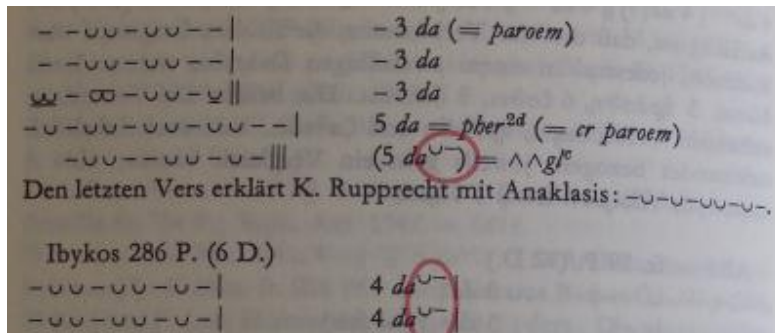 – –∪∪–∪∪– –| – 3 da (= paroem)
– –∪∪–∪∪– –| – 3 da
–∪∪–∪∪–∪‖ – 3 da
–∪–∪∪–∪∪–∪∪– –| 5 da = pher²ᵈ (= cr paroem)
–∪∪– –∪∪–∪–⦀ (5 da∪–) = ∧∧glᶜ
Den letzten Vers erklärt K. Rupprecht mit Anaklasis: –∪–∪–∪∪–∪–.
Ibykos 286 P. (6 D.)
–∪∪–∪∪–∪–| 4 da∪–|
–∪∪–∪∪–∪–| 4 da∪–|